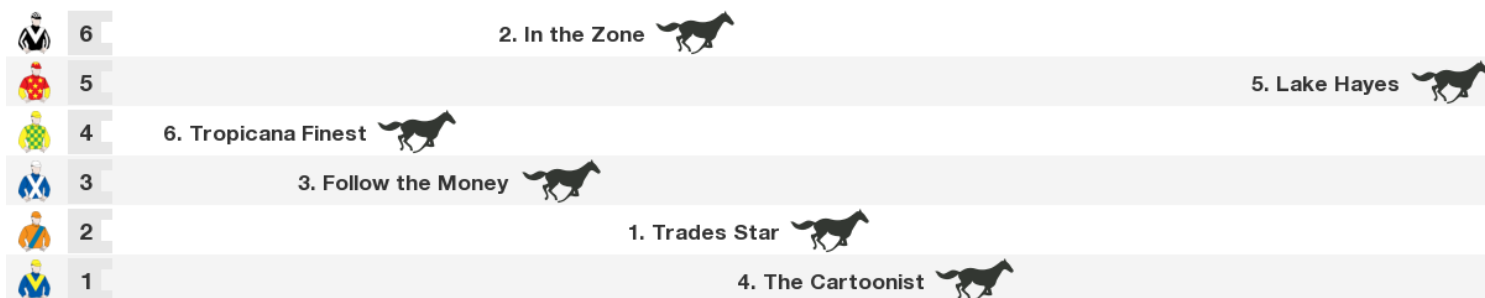 6 2. In the Zone
5 5. Lake Hayes
4 6. Tropicana Finest
3 3. Follow the Money
2 1. Trades Star
1 4. The Cartoonist